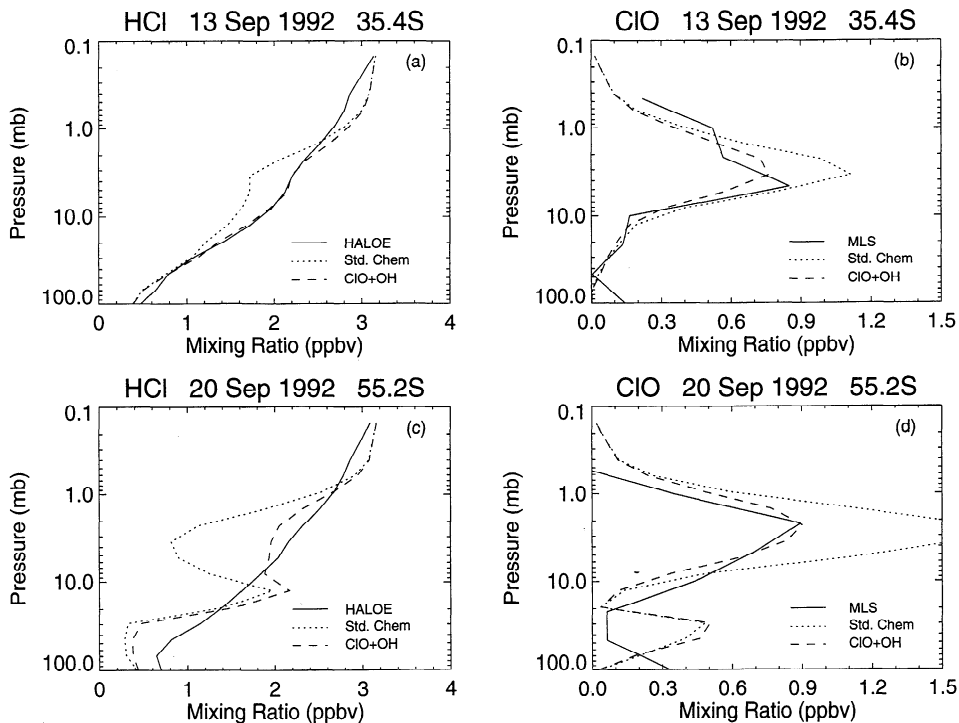 HCl 13 Sep 1992 35.4S
(a)
0.1
1.0
10.0
100.0
Pressure (mb)
HALOE
Std. Chem
ClO+OH
0 1 2 3 4
Mixing Ratio (ppbv)
ClO 13 Sep 1992 35.4S
(b)
0.1
1.0
10.0
100.0
Pressure (mb)
MLS
Std. Chem
ClO+OH
0.0 0.3 0.6 0.9 1.2 1.5
Mixing Ratio (ppbv)
HCl 20 Sep 1992 55.2S
(c)
0.1
1.0
10.0
100.0
Pressure (mb)
HALOE
Std. Chem
ClO+OH
0 1 2 3 4
Mixing Ratio (ppbv)
ClO 20 Sep 1992 55.2S
(d)
0.1
1.0
10.0
100.0
Pressure (mb)
MLS
Std. Chem
ClO+OH
0.0 0.3 0.6 0.9 1.2 1.5
Mixing Ratio (ppbv)